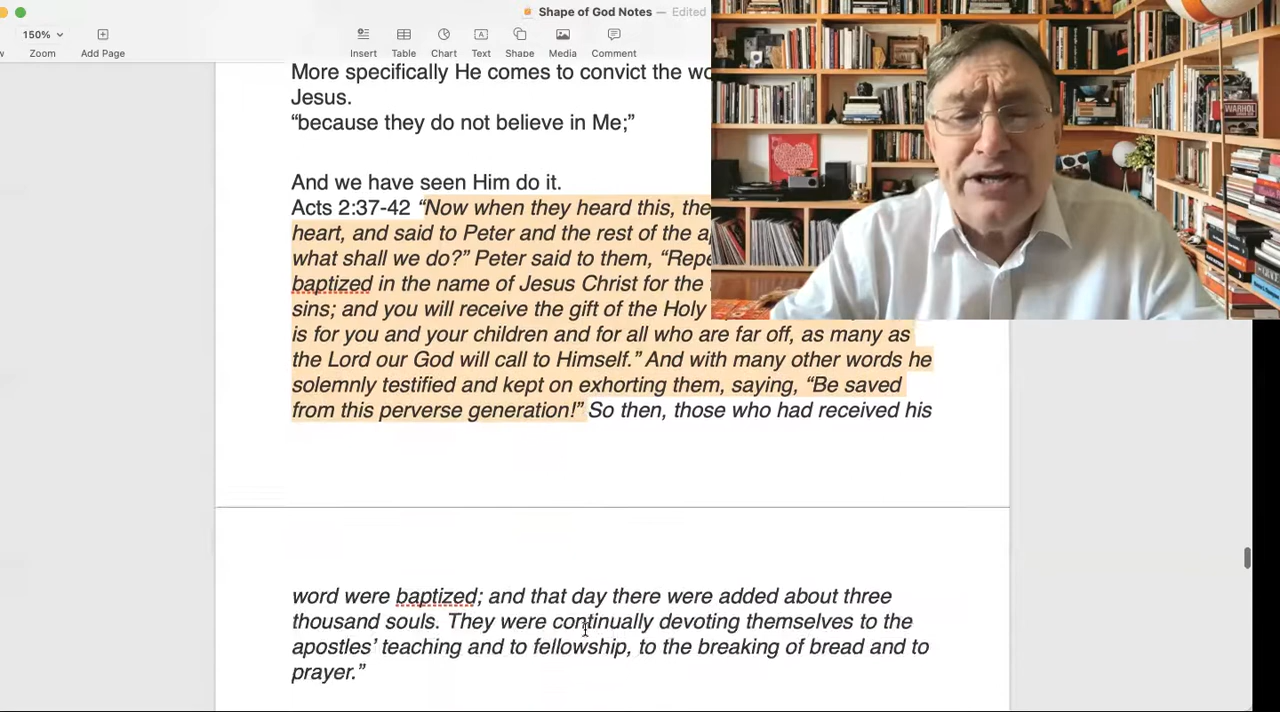 Shape of God Notes — Edited
150%
Zoom
Add Page
Insert
Table
Chart
Text
Shape
Media
Comment
More specifically He comes to convict the
Jesus.
“because they do not believe in Me;”
And we have seen Him do it.
Acts 2:37-42 “Now when they heard this,
heart, and said to Peter and the rest of the
what shall we do?” Peter said to them,
baptized in the name of Jesus Christ for the
sins; and you will receive the gift of the Holy
is for you and your children and for all who are far off, as many as
the Lord our God will call to Himself.” And with many other words he
solemnly testified and kept on exhorting them, saying, “Be saved
from this perverse generation!” So then, those who had received his
word were baptized; and that day there were added about three
thousand souls. They were continually devoting themselves to the
apostles’ teaching and to fellowship, to the breaking of bread and to
prayer.”
WARHOL